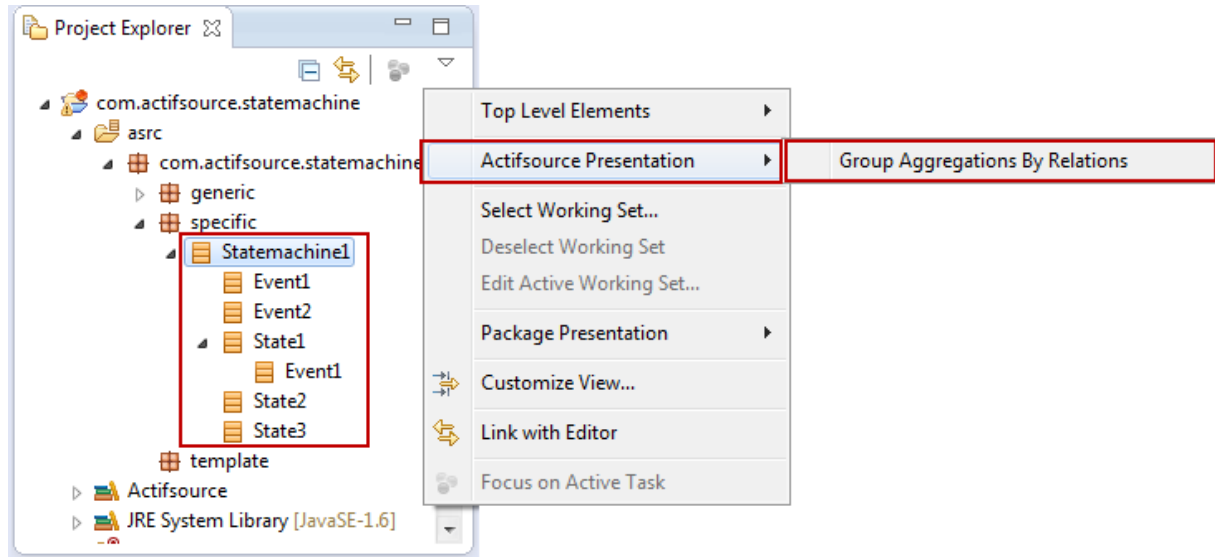 Project Explorer
com.actifsource.statemachine
asrc
com.actifsource.statemachine
generic
specific
Statemachine1
Event1
Event2
State1
Event1
State2
State3
template
Actifsource
JRE System Library [JavaSE-1.6]
Top Level Elements
Actifsource Presentation
Group Aggregations By Relations
Select Working Set...
Deselect Working Set
Edit Active Working Set...
Package Presentation
Customize View...
Link with Editor
Focus on Active Task